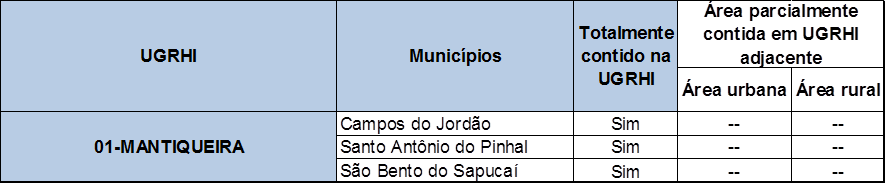 UGRHI
Municípios
Totalmente
contido na
UGRHI
Área parcialmente
contida em UGRHI
adjacente
Área urbana
Área rural
01-MANTIQUEIRA
Campos do Jordão
Sim
--
--
Santo Antônio do Pinhal
Sim
--
--
São Bento do Sapucaí
Sim
--
--